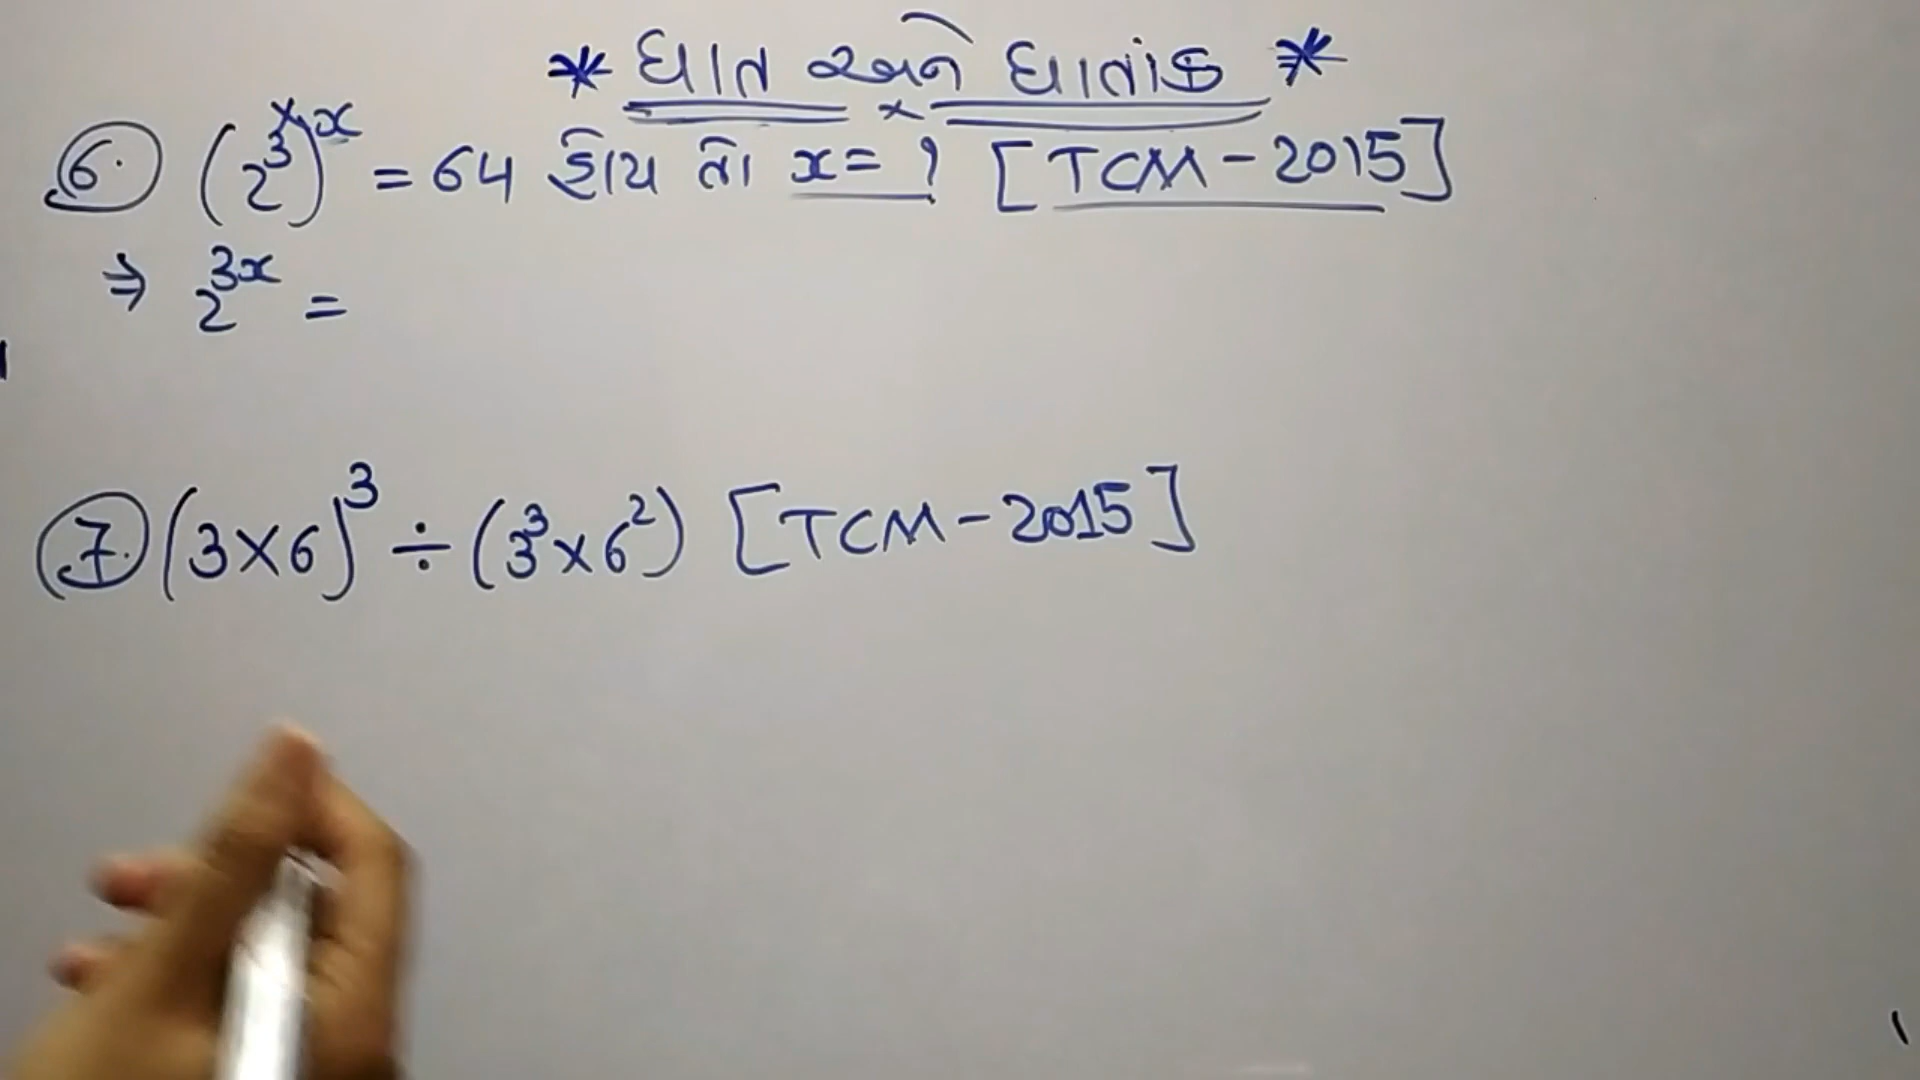 * ઘાત અને ઘાતાંક *
6. (2³)ˣ = 64 હોય તો x = ? [TCM-2015]
⇒ 2³ˣ =
7. (3×6)³ ÷ (3³×6²) [TCM-2015]